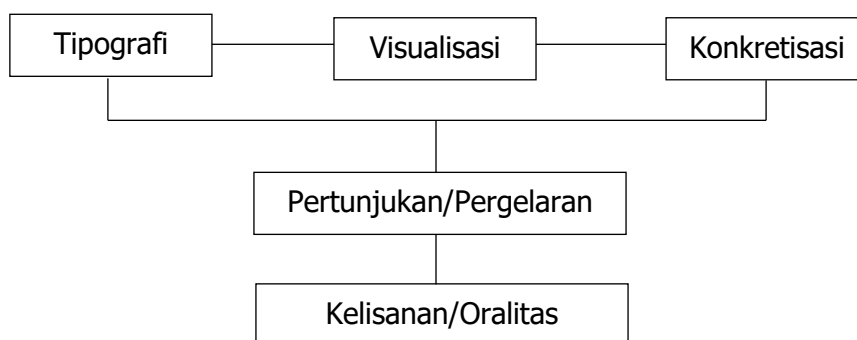 Tipografi
Visualisasi
Konkretisasi
Pertunjukan/Pergelaran
Kelisanan/Oralitas